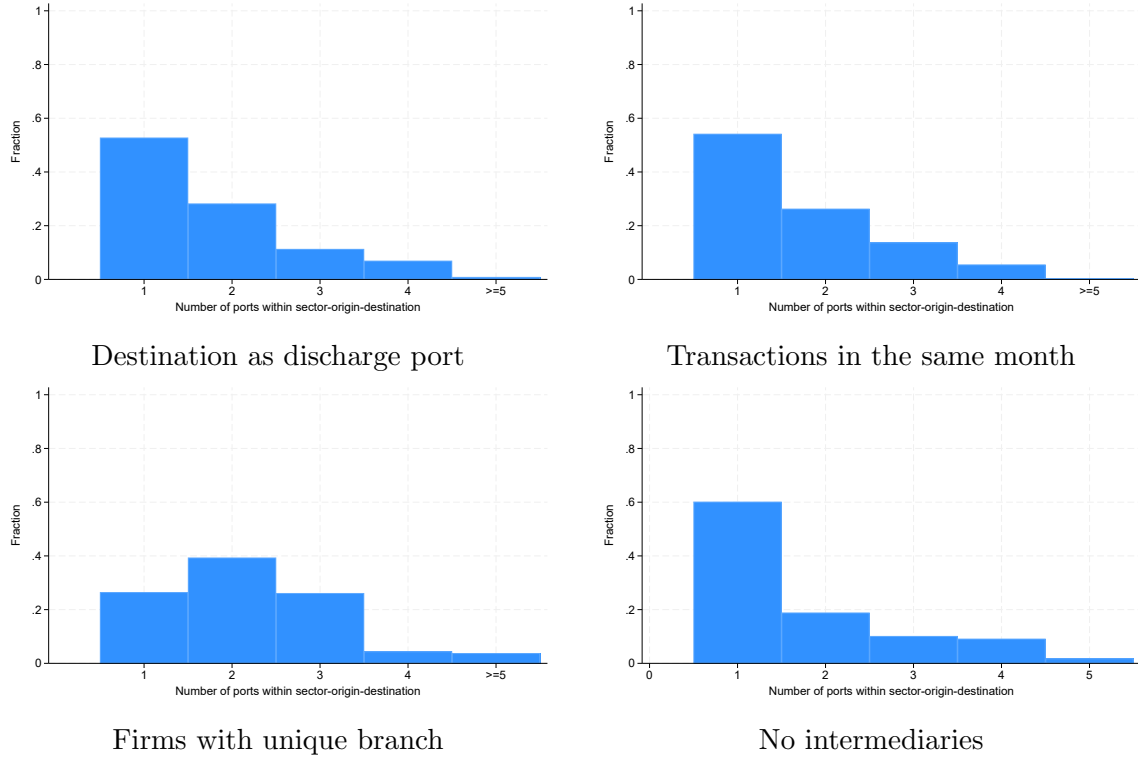 1
.8
.6
.4
.2
0
Fraction
1 2 3 4 >=5
Number of ports within sector-origin-destination
Destination as discharge port
1
.8
.6
.4
.2
0
Fraction
1 2 3 4 >=5
Number of ports within sector-origin-destination
Transactions in the same month
1
.8
.6
.4
.2
0
Fraction
1 2 3 4 >=5
Number of ports within sector-origin-destination
Firms with unique branch
1
.8
.6
.4
.2
0
Fraction
0 1 2 3 4 5
Number of ports within sector-origin-destination
No intermediaries